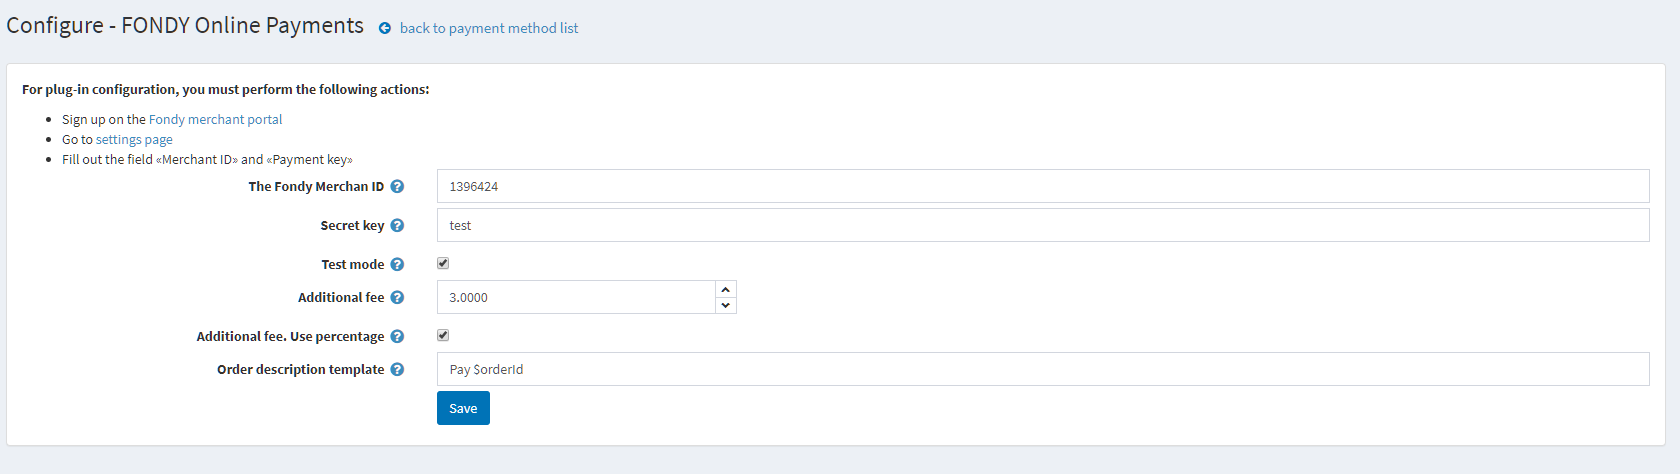 Configure - FONDY Online Payments back to payment method list
For plug-in configuration, you must perform the following actions:
Sign up on the Fondy merchant portal
Go to settings page
Fill out the field «Merchant ID» and «Payment key»
The Fondy Merchan ID 1396424
Secret key test
Test mode
Additional fee 3.0000
Additional fee. Use percentage
Order description template Pay $orderId
Save